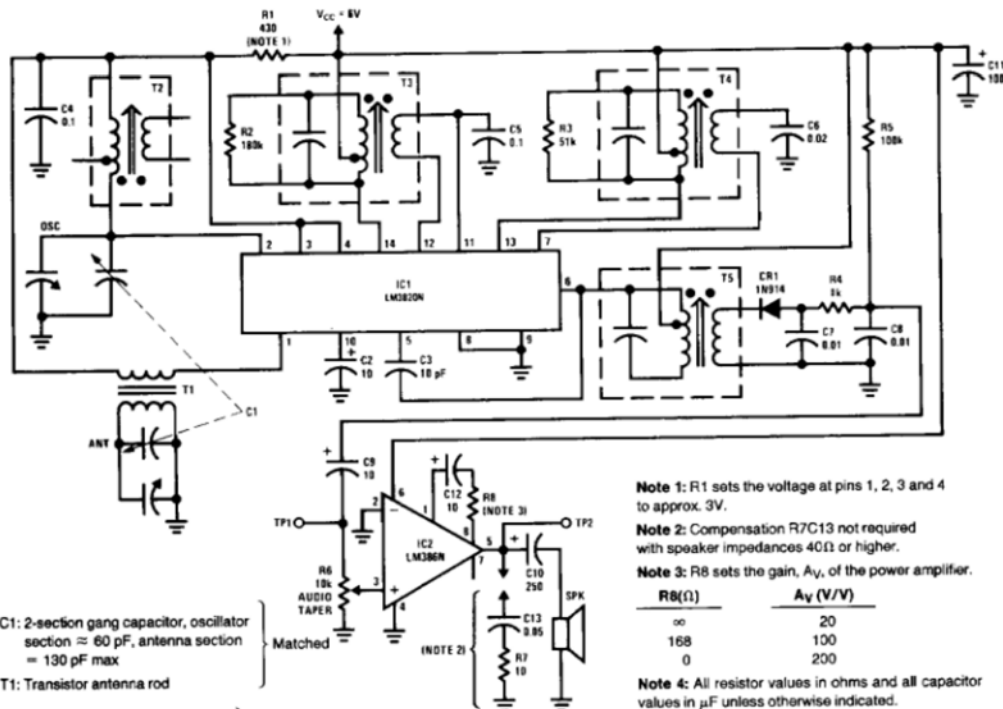 R1
430
(NOTE 1)
VCC = 6V
C4
0.1
T2
T3
R2
180k
C5
0.1
T4
R3
51k
C6
0.02
R5
100k
C11
+
100
OSC
2
3
4
14
12
11
13
7
IC1
LM3820N
6
1
10
5
8
9
+
C2
10
C3
10 pF
T5
CR1
1N914
R4
1k
C7
0.01
C8
0.01
T1
C1
ANT
+
C9
10
TP1
R6
10k
AUDIO
TAPER
2
6
3
4
1
5
7
IC2
LM386N
+
C12
10
R8
(NOTE 3)
TP2
+
C10
250
SPK
(NOTE 2)
C13
0.05
R7
10
C1: 2-section gang capacitor, oscillator
section ≈ 60 pF, antenna section
= 130 pF max
T1: Transistor antenna rod
Matched
Note 1: R1 sets the voltage at pins 1, 2, 3 and 4
to approx. 3V.
Note 2: Compensation R7C13 not required
with speaker impedances 40Ω or higher.
Note 3: R8 sets the gain, AV, of the power amplifier.
R8(Ω) AV (V/V)
∞ 20
168 100
0 200
Note 4: All resistor values in ohms and all capacitor
values in μF unless otherwise indicated.